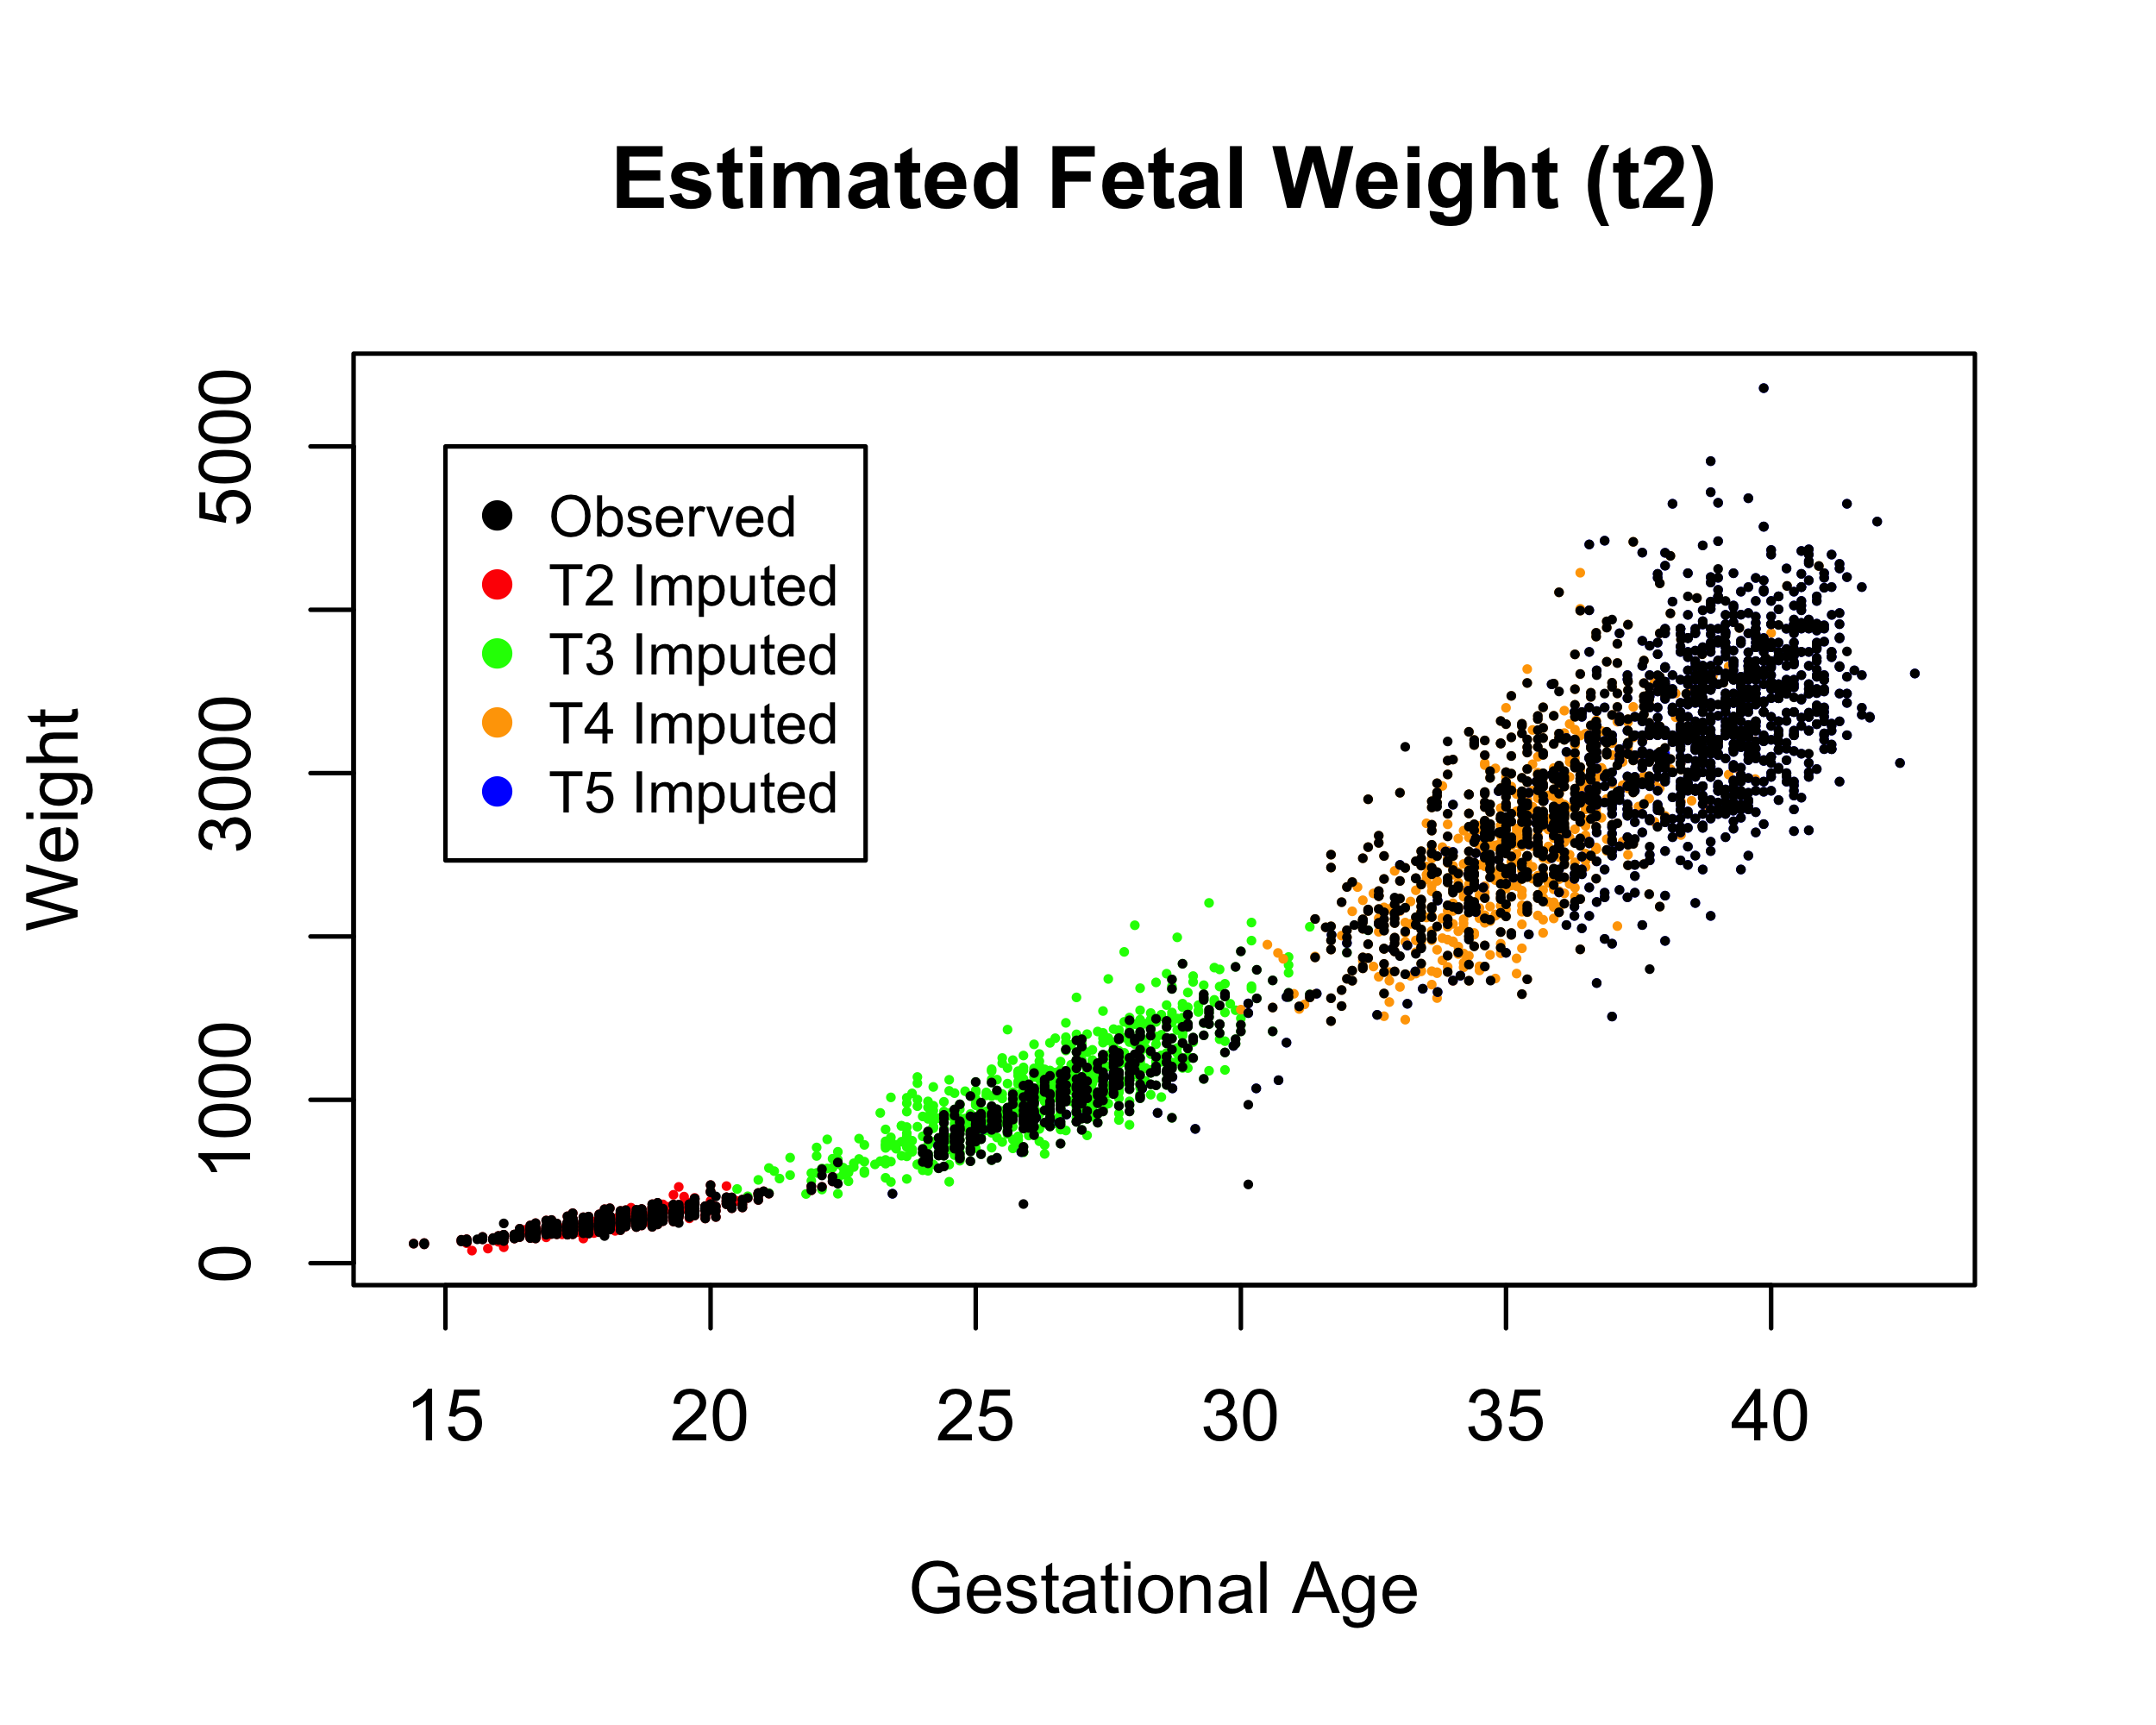 Estimated Fetal Weight (t2)
Weight
5000
3000
1000
0
Observed
T2 Imputed
T3 Imputed
T4 Imputed
T5 Imputed
15 20 25 30 35 40
Gestational Age